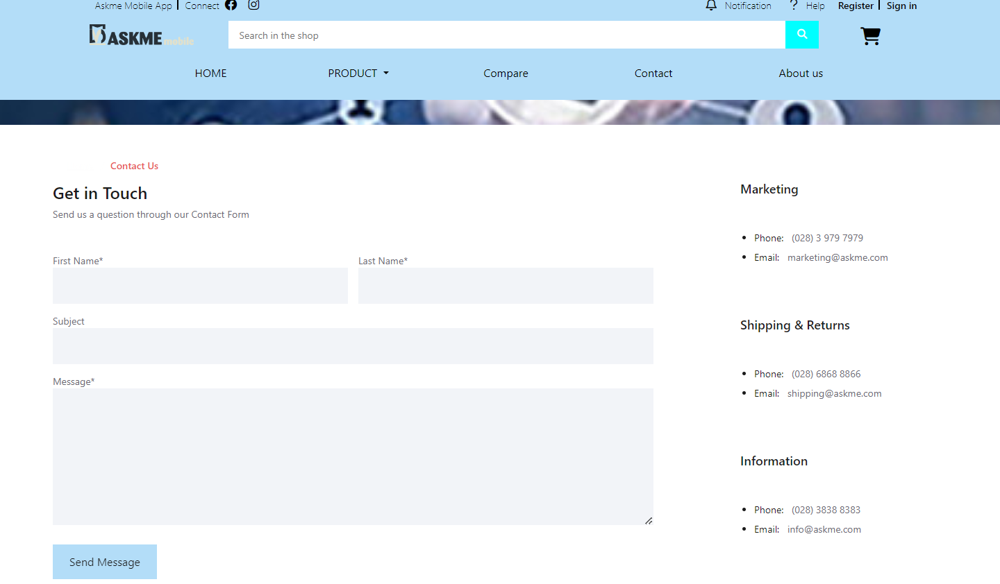 Askme Mobile App
Connect
Notification
? Help
Register
Sign in
ASKME mobile
Search in the shop
HOME
PRODUCT
Compare
Contact
About us
Contact Us
Get in Touch
Send us a question through our Contact Form
First Name*
Last Name*
Subject
Message*
Send Message
Marketing
Phone: (028) 3 979 7979
Email: marketing@askme.com
Shipping & Returns
Phone: (028) 6868 8866
Email: shipping@askme.com
Information
Phone: (028) 3838 8383
Email: info@askme.com